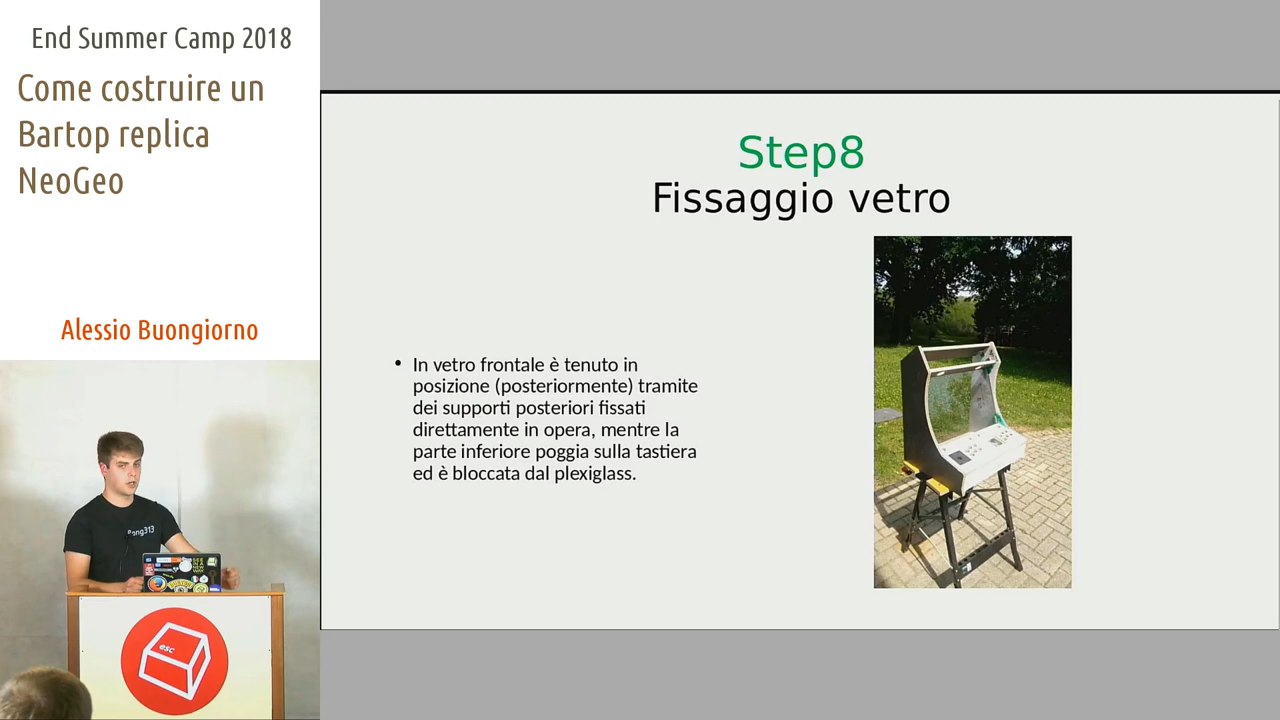 End Summer Camp 2018
Come costruire un
Bartop replica
NeoGeo
Alessio Buongiorno
Step8
Fissaggio vetro
• In vetro frontale è tenuto in
posizione (posteriormente) tramite
dei supporti posteriori fissati
direttamente in opera, mentre la
parte inferiore poggia sulla tastiera
ed è bloccata dal plexiglass.
esc